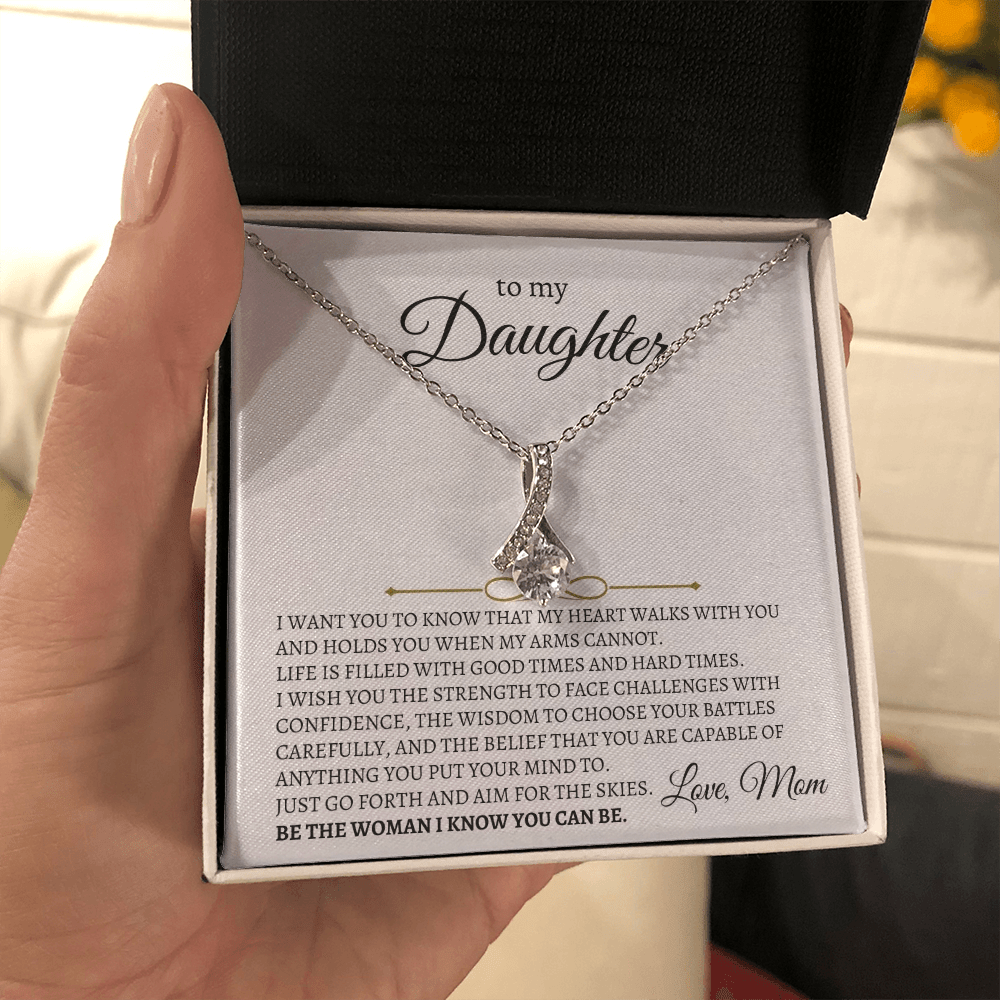 to my
Daughter
I WANT YOU TO KNOW THAT MY HEART WALKS WITH YOU
AND HOLDS YOU WHEN MY ARMS CANNOT.
LIFE IS FILLED WITH GOOD TIMES AND HARD TIMES.
I WISH YOU THE STRENGTH TO FACE CHALLENGES WITH
CONFIDENCE, THE WISDOM TO CHOOSE YOUR BATTLES
CAREFULLY, AND THE BELIEF THAT YOU ARE CAPABLE OF
ANYTHING YOU PUT YOUR MIND TO.
JUST GO FORTH AND AIM FOR THE SKIES.
BE THE WOMAN I KNOW YOU CAN BE.
Love, Mom